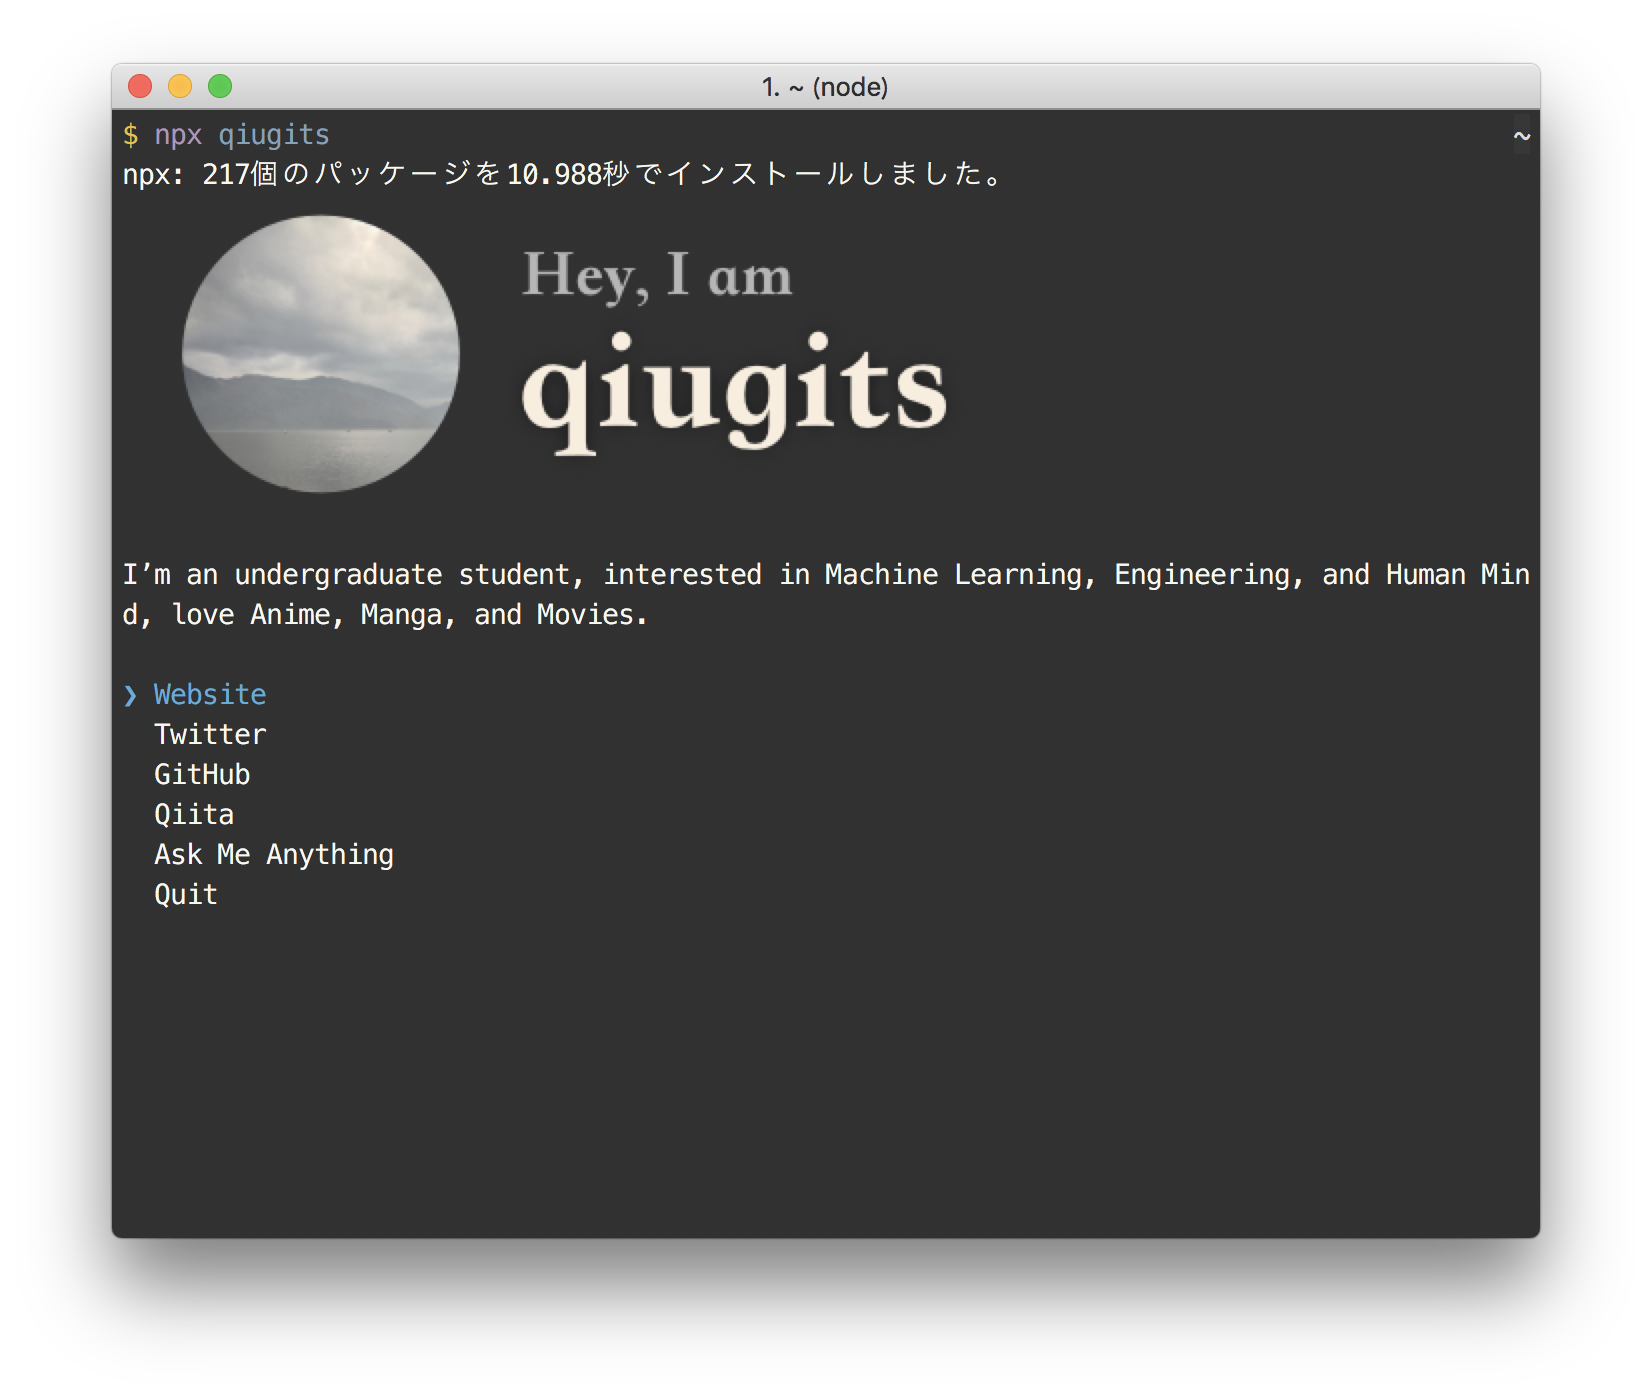 1. ~ (node)
$ npx qiugits ~
npx: 217個のパッケージを10.988秒でインストールしました。
Hey, I am
qiugits
I’m an undergraduate student, interested in Machine Learning, Engineering, and Human Min
d, love Anime, Manga, and Movies.
❯ Website
Twitter
GitHub
Qiita
Ask Me Anything
Quit